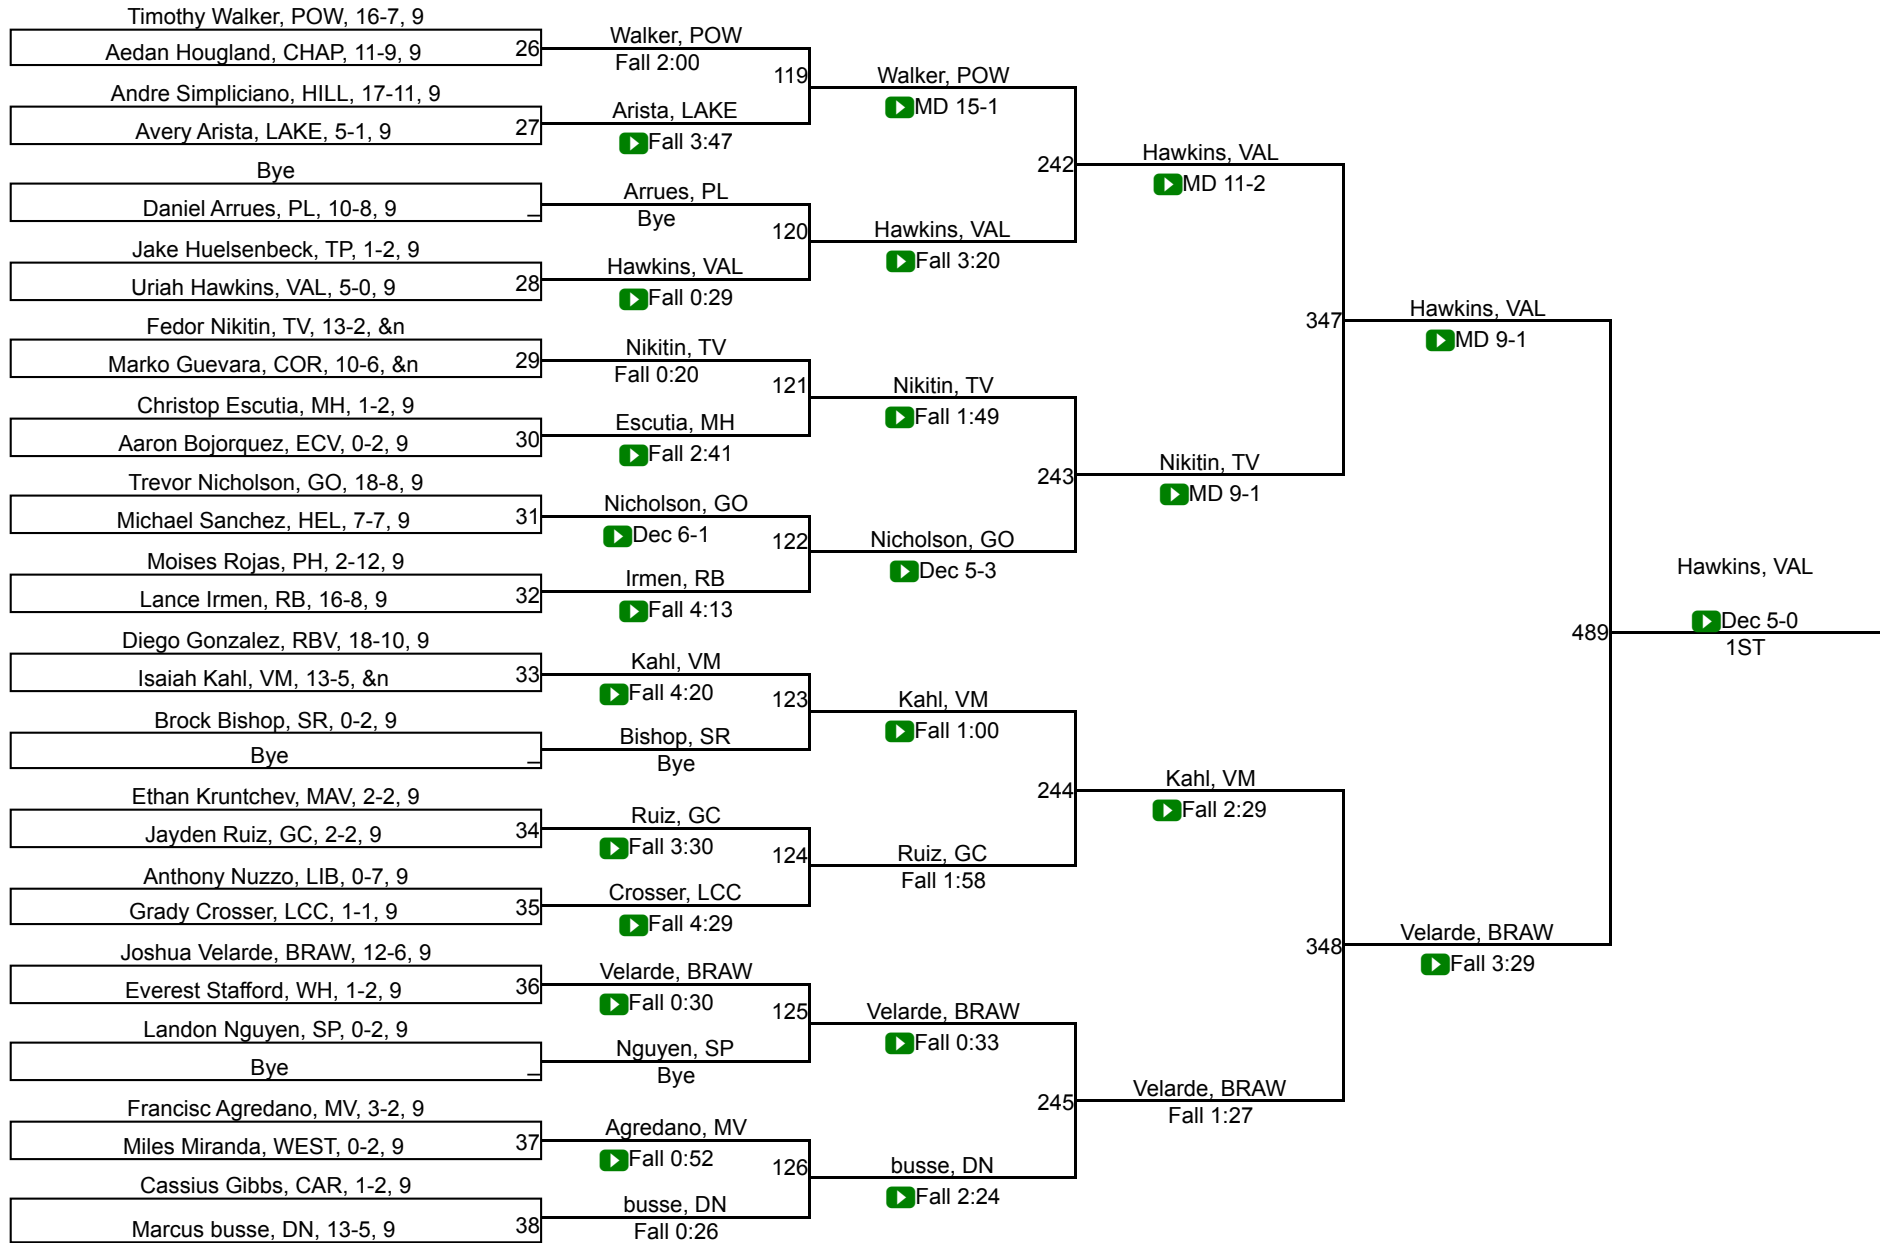 Timothy Walker, POW, 16-7, 9
Aedan Hougland, CHAP, 11-9, 9
26
Andre Simpliciano, HILL, 17-11, 9
Avery Arista, LAKE, 5-1, 9
27
Bye
Daniel Arrues, PL, 10-8, 9
_
Jake Huelsenbeck, TP, 1-2, 9
Uriah Hawkins, VAL, 5-0, 9
28
Fedor Nikitin, TV, 13-2, &n
Marko Guevara, COR, 10-6, &n
29
Christop Escutia, MH, 1-2, 9
Aaron Bojorquez, ECV, 0-2, 9
30
Trevor Nicholson, GO, 18-8, 9
Michael Sanchez, HEL, 7-7, 9
31
Moises Rojas, PH, 2-12, 9
Lance Irmen, RB, 16-8, 9
32
Diego Gonzalez, RBV, 18-10, 9
Isaiah Kahl, VM, 13-5, &n
33
Brock Bishop, SR, 0-2, 9
Bye
_
Ethan Kruntchev, MAV, 2-2, 9
Jayden Ruiz, GC, 2-2, 9
34
Anthony Nuzzo, LIB, 0-7, 9
Grady Crosser, LCC, 1-1, 9
35
Joshua Velarde, BRAW, 12-6, 9
Everest Stafford, WH, 1-2, 9
36
Landon Nguyen, SP, 0-2, 9
Bye
_
Francisc Agredano, MV, 3-2, 9
Miles Miranda, WEST, 0-2, 9
37
Cassius Gibbs, CAR, 1-2, 9
Marcus busse, DN, 13-5, 9
38
Walker, POW
Fall 2:00
119
Arista, LAKE
Fall 3:47
Arrues, PL
Bye
120
Hawkins, VAL
Fall 0:29
Nikitin, TV
Fall 0:20
121
Escutia, MH
Fall 2:41
Nicholson, GO
Dec 6-1
122
Irmen, RB
Fall 4:13
Kahl, VM
Fall 4:20
123
Bishop, SR
Bye
Ruiz, GC
Fall 3:30
124
Crosser, LCC
Fall 4:29
Velarde, BRAW
Fall 0:30
125
Nguyen, SP
Bye
Agredano, MV
Fall 0:52
126
busse, DN
Fall 0:26
Walker, POW
MD 15-1
242
Hawkins, VAL
Fall 3:20
Nikitin, TV
Fall 1:49
243
Nicholson, GO
Dec 5-3
Kahl, VM
Fall 1:00
244
Ruiz, GC
Fall 1:58
Velarde, BRAW
Fall 0:33
245
busse, DN
Fall 2:24
Hawkins, VAL
MD 11-2
347
Nikitin, TV
MD 9-1
Kahl, VM
Fall 2:29
348
Velarde, BRAW
Fall 1:27
Hawkins, VAL
MD 9-1
489
Velarde, BRAW
Fall 3:29
Hawkins, VAL
Dec 5-0
1ST